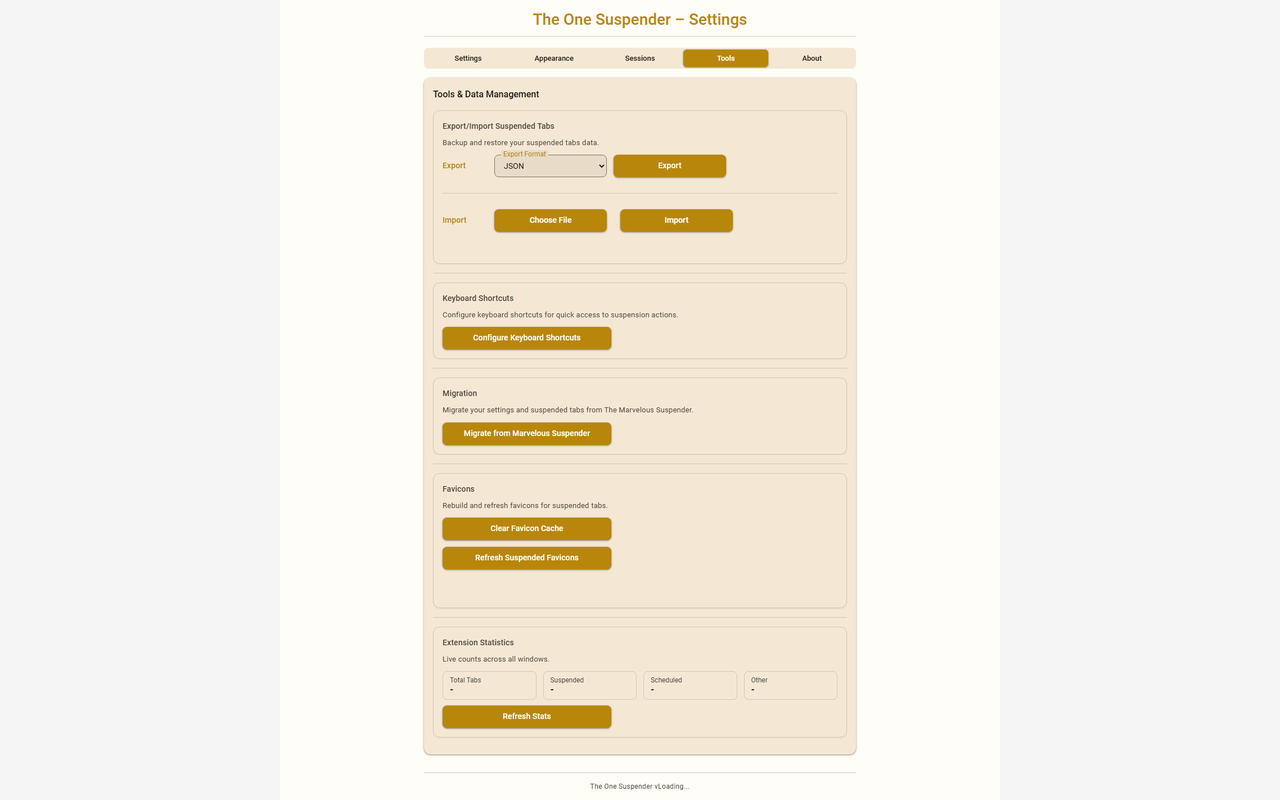 The One Suspender – Settings
Settings Appearance Sessions Tools About
Tools & Data Management
Export/Import Suspended Tabs
Backup and restore your suspended tabs data.
Export Format
Export JSON Export
Import Choose File Import
Keyboard Shortcuts
Configure keyboard shortcuts for quick access to suspension actions.
Configure Keyboard Shortcuts
Migration
Migrate your settings and suspended tabs from The Marvelous Suspender.
Migrate from Marvelous Suspender
Favicons
Rebuild and refresh favicons for suspended tabs.
Clear Favicon Cache
Refresh Suspended Favicons
Extension Statistics
Live counts across all windows.
Total Tabs Suspended Scheduled Other
- - - -
Refresh Stats
The One Suspender vLoading...